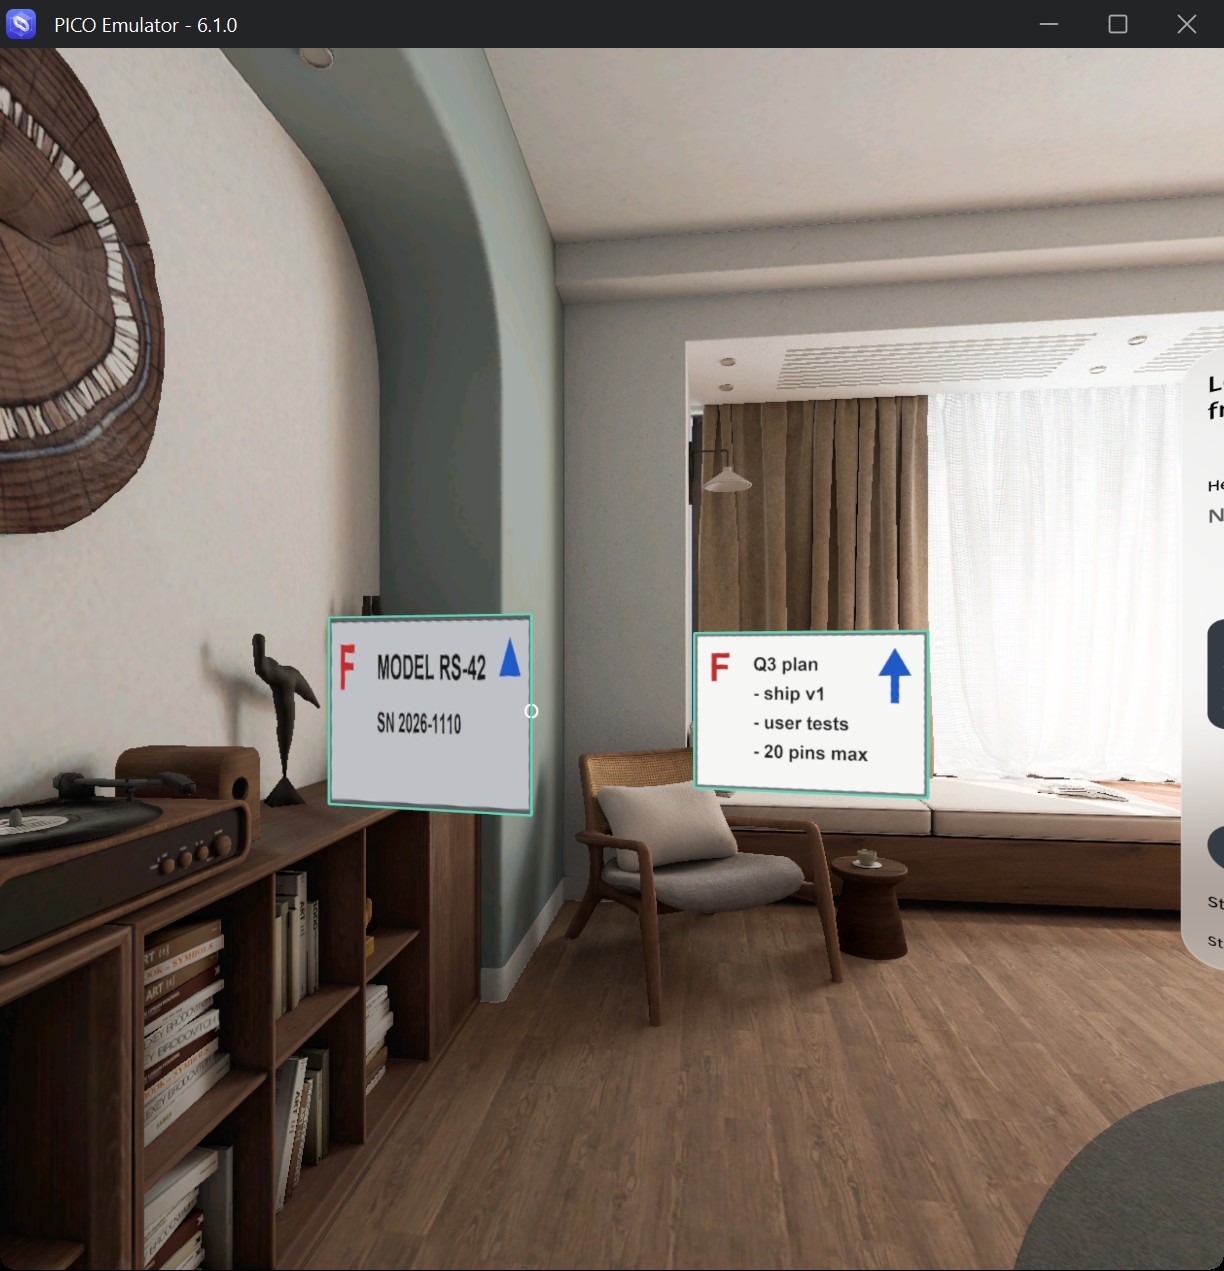 PICO Emulator - 6.1.0
F
MODEL RS-42
SN 2026-1110
F
Q3 plan
- ship v1
- user tests
- 20 pins max